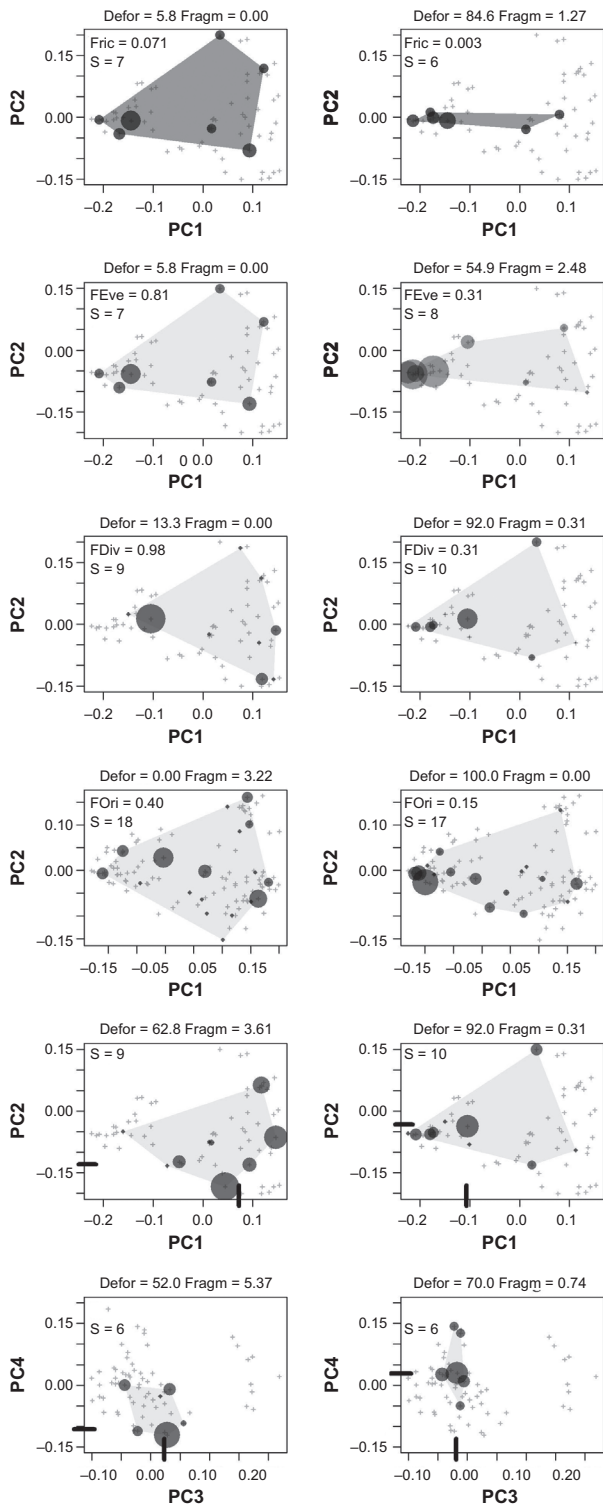 Defor = 5.8 Fragm = 0.00
Fric = 0.071
S = 7
0.15
0.00
−0.15
PC2
−0.2
−0.1
0.0
0.1
PC1
Defor = 84.6 Fragm = 1.27
Fric = 0.003
S = 6
0.15
0.00
−0.15
PC2
−0.2
−0.1
0.0
0.1
PC1
Defor = 5.8 Fragm = 0.00
FEve = 0.81
S = 7
0.15
0.00
−0.15
PC2
−0.2
−0.1
0 0.0
0.1
PC1
Defor = 54.9 Fragm = 2.48
FEve = 0.31
S = 8
0.15
0.00
−0.15
PC2
−0.2
−0.1
0.0
0.1
PC1
Defor = 13.3 Fragm = 0.00
FDiv = 0.98
S = 9
0.15
0.00
−0.15
PC2
−0.2
−0.1
0.0
0.1
PC1
Defor = 92.0 Fragm = 0.31
FDiv = 0.31
S = 10
0.15
0.00
−0.15
PC2
−0.2
−0.1
0.0
0.1
PC1
Defor = 0.00 Fragm = 3.22
FOri = 0.40
S = 18
0.10
0.00
−0.15
PC2
−0.15
−0.05
0.05
0.15
PC1
Defor = 100.0 Fragm = 0.00
FOri = 0.15
S = 17
0.10
0.00
−0.15
PC2
−0.15
−0.05
0.05
0.15
PC1
Defor = 62.8 Fragm = 3.61
S = 9
0.15
0.00
−0.15
PC2
−0.2
−0.1
0.0
0.1
PC1
Defor = 92.0 Fragm = 0.31
S = 10
0.15
0.00
−0.15
PC2
−0.2
−0.1
0.0
0.1
PC1
Defor = 52.0 Fragm = 5.37
S = 6
0.15
0.00
−0.15
PC4
−0.10
0.00
0.10
0.20
PC3
Defor = 70.0 Fragm = 0.74
S = 6
0.15
0.00
−0.15
PC4
−0.10
0.00
0.10
0.20
PC3